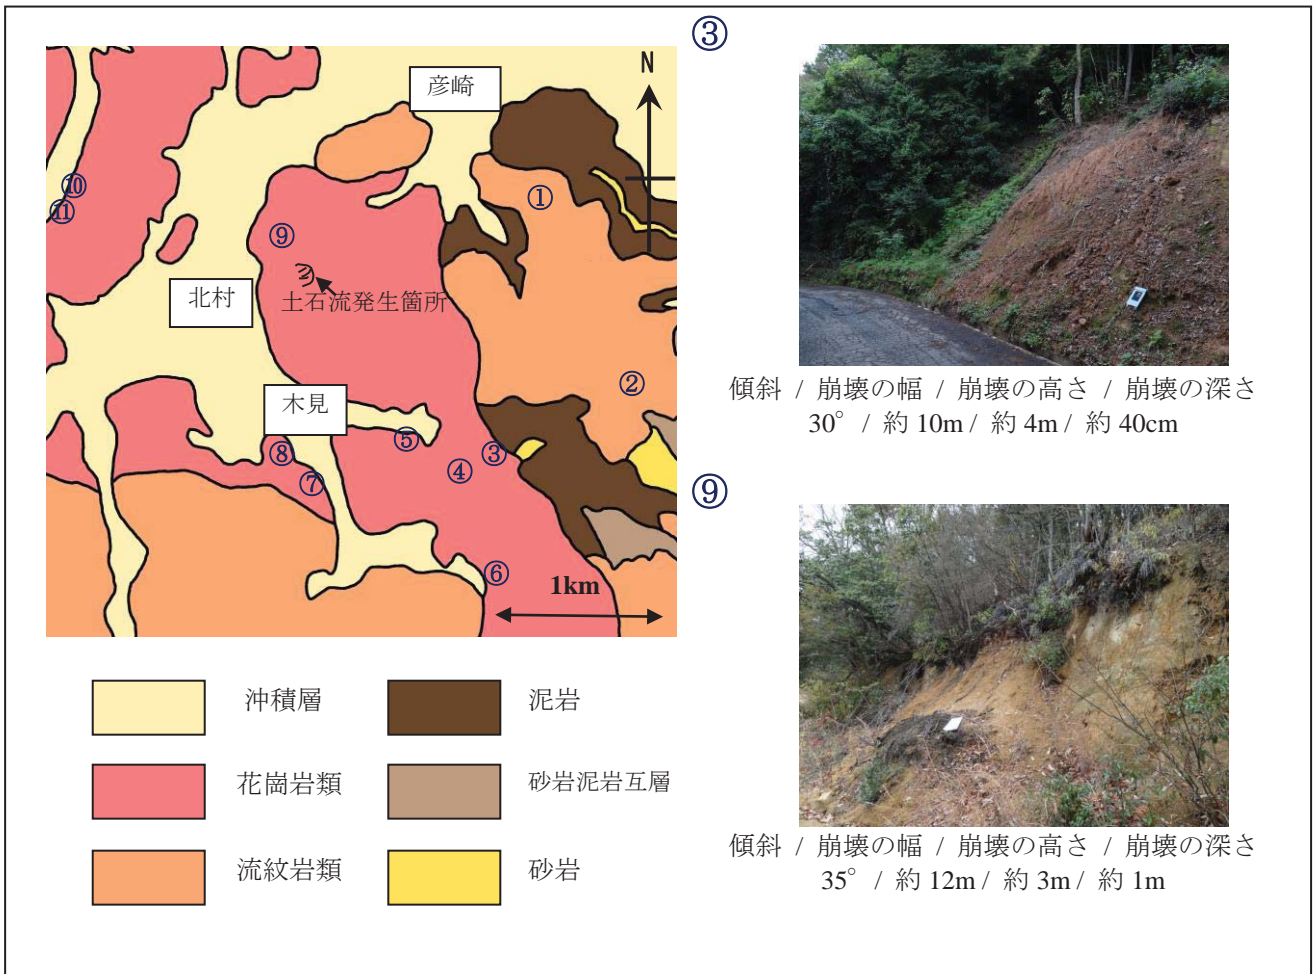 ③
N
彦崎
①
⑩
⑪
⑨
北村
土石流発生箇所
②
木見
⑤
⑧
③
④
⑦
⑥
1km
傾斜 / 崩壊の幅 / 崩壊の高さ / 崩壊の深さ
30° / 約 10m / 約 4m / 約 40cm
⑨
傾斜 / 崩壊の幅 / 崩壊の高さ / 崩壊の深さ
35° / 約 12m / 約 3m / 約 1m
沖積層
泥岩
花崗岩類
砂岩泥岩互層
流紋岩類
砂岩